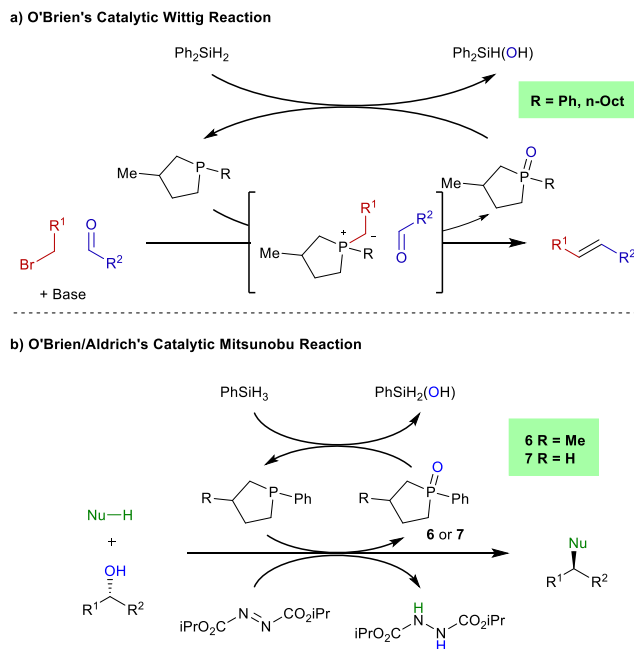 a) O'Brien's Catalytic Wittig Reaction
Ph₂SiH₂
Ph₂SiH(OH)
R = Ph, n-Oct
Me
P
R
O
Me
P
R
R¹
O
Br
R²
+ Base
R¹
+
−
Me
P
R
R²
O
R¹
R²
b) O'Brien/Aldrich's Catalytic Mitsunobu Reaction
PhSiH₃
PhSiH₂(OH)
6 R = Me
7 R = H
R
P
Ph
O
R
P
Ph
6 or 7
Nu—H
+
OH
R¹
R²
iPrO₂C
N
N
CO₂iPr
iPrO₂C
H
N
N
H
CO₂iPr
Nu
R¹
R²